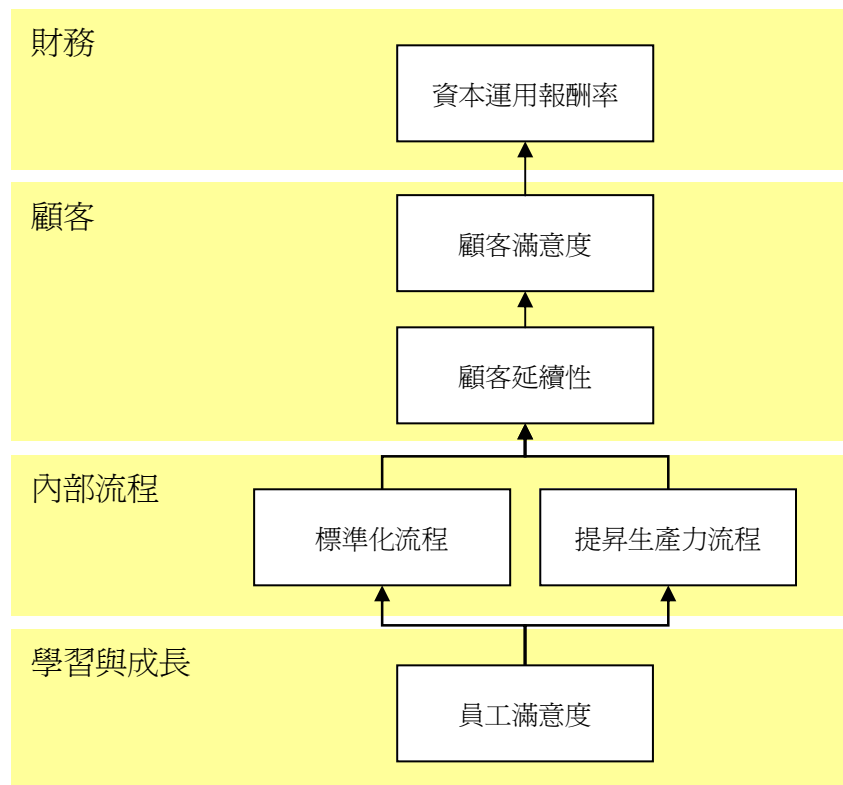 財務
資本運用報酬率
顧客
顧客滿意度
顧客延續性
內部流程
標準化流程
提昇生產力流程
學習與成長
員工滿意度